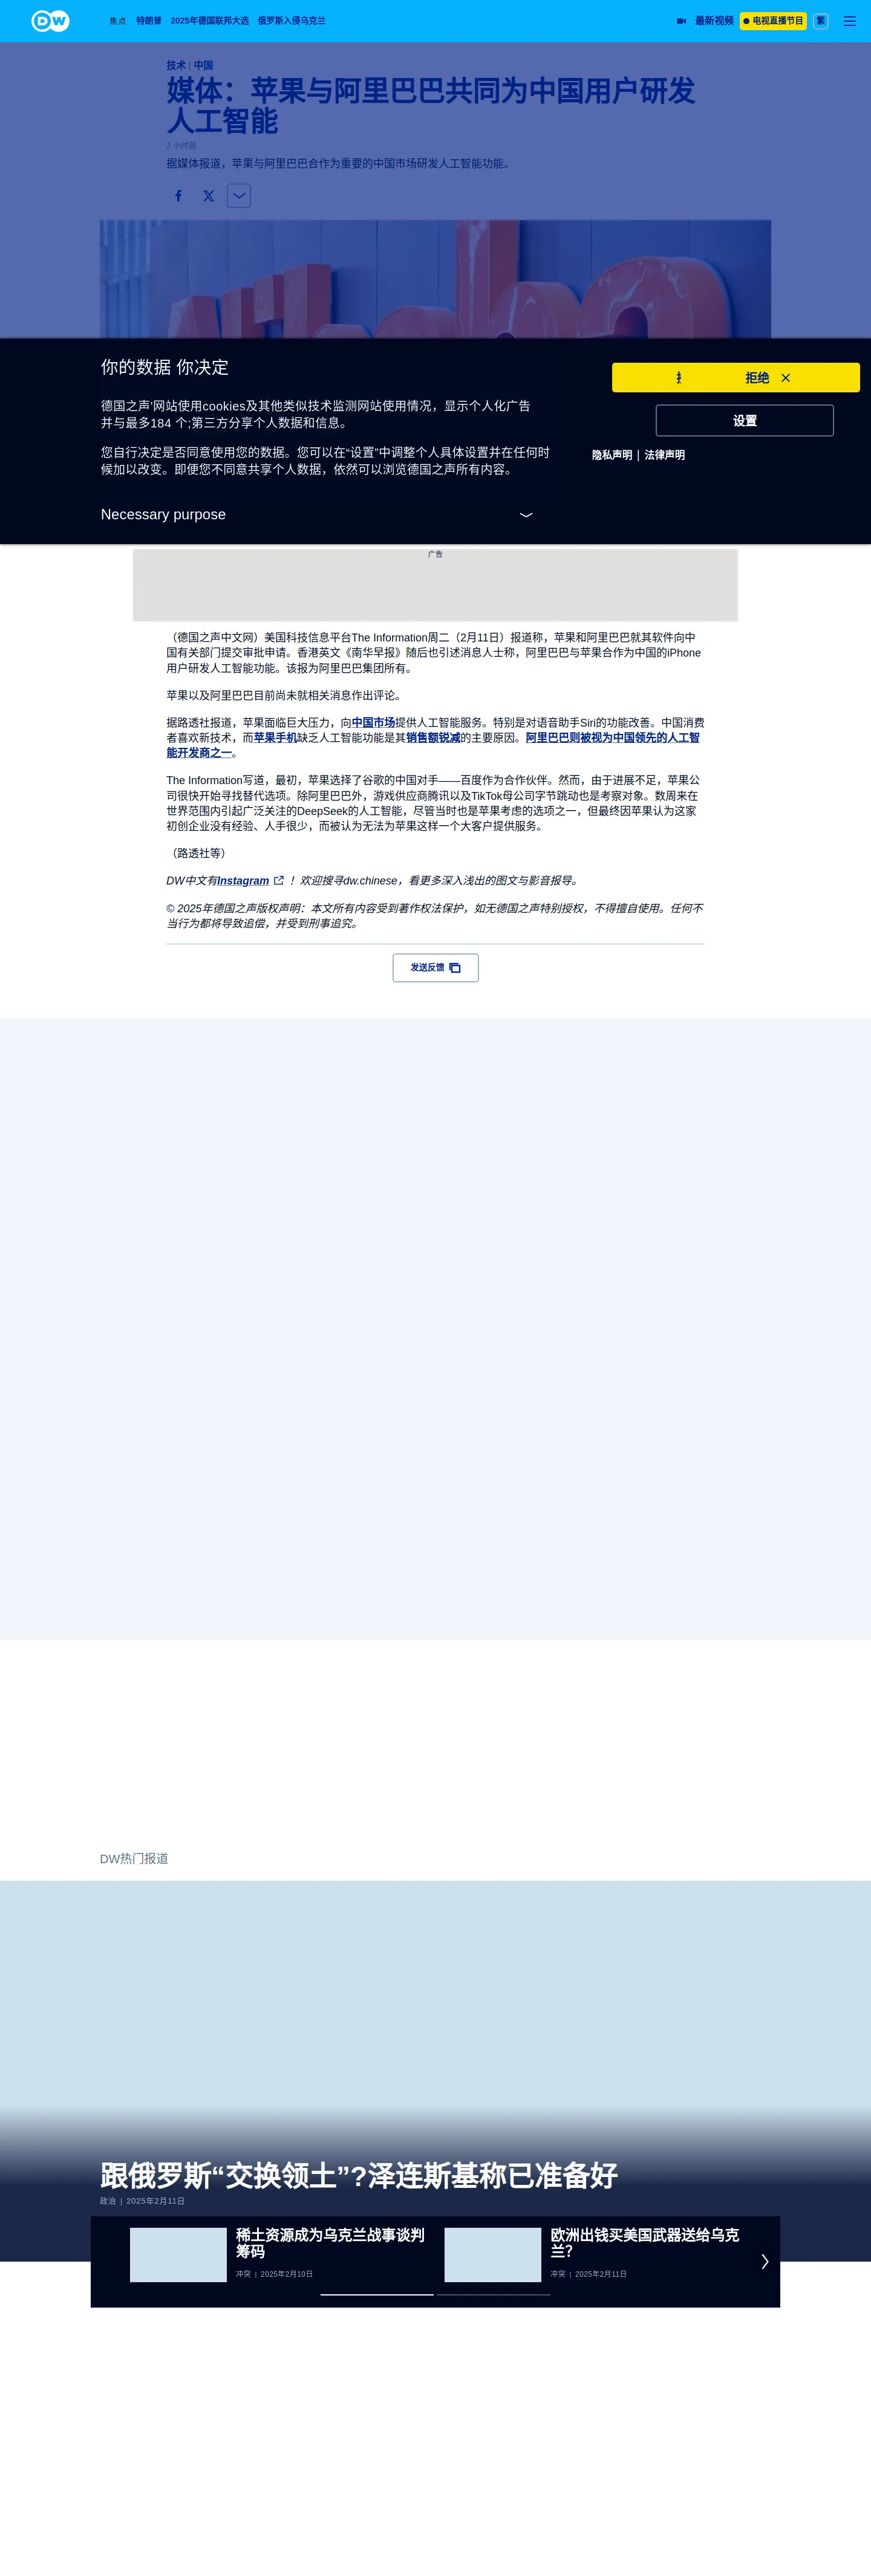 DW
焦点 特朗普 2025年德国联邦大选 俄罗斯入侵乌克兰
最新视频 电视直播节目 繁
技术 | 中国
媒体：苹果与阿里巴巴共同为中国用户研发
人工智能
2 小时前
据媒体报道，苹果与阿里巴巴合作为重要的中国市场研发人工智能功能。
你的数据 你决定
德国之声'网站使用cookies及其他类似技术监测网站使用情况，显示个人化广告
并与最多184 个;第三方分享个人数据和信息。
您自行决定是否同意使用您的数据。您可以在“设置”中调整个人具体设置并在任何时
候加以改变。即便您不同意共享个人数据，依然可以浏览德国之声所有内容。
Necessary purpose
拒绝
设置
隐私声明 | 法律声明
广告
（德国之声中文网）美国科技信息平台The Information周二（2月11日）报道称，苹果和阿里巴巴就其软件向中
国有关部门提交审批申请。香港英文《南华早报》随后也引述消息人士称，阿里巴巴与苹果合作为中国的iPhone
用户研发人工智能功能。该报为阿里巴巴集团所有。
苹果以及阿里巴巴目前尚未就相关消息作出评论。
据路透社报道，苹果面临巨大压力，向中国市场提供人工智能服务。特别是对语音助手Siri的功能改善。中国消费
者喜欢新技术，而苹果手机缺乏人工智能功能是其销售额锐减的主要原因。阿里巴巴则被视为中国领先的人工智
能开发商之一。
The Information写道，最初，苹果选择了谷歌的中国对手——百度作为合作伙伴。然而，由于进展不足，苹果公
司很快开始寻找替代选项。除阿里巴巴外，游戏供应商腾讯以及TikTok母公司字节跳动也是考察对象。数周来在
世界范围内引起广泛关注的DeepSeek的人工智能，尽管当时也是苹果考虑的选项之一，但最终因苹果认为这家
初创企业没有经验、人手很少，而被认为无法为苹果这样一个大客户提供服务。
（路透社等）
DW中文有Instagram ！欢迎搜寻dw.chinese，看更多深入浅出的图文与影音报导。
© 2025年德国之声版权声明：本文所有内容受到著作权法保护，如无德国之声特别授权，不得擅自使用。任何不
当行为都将导致追偿，并受到刑事追究。
发送反馈
DW热门报道
跟俄罗斯“交换领土”?泽连斯基称已准备好
政治 | 2025年2月11日
稀土资源成为乌克兰战事谈判
筹码
冲突 | 2025年2月10日
欧洲出钱买美国武器送给乌克
兰?
冲突 | 2025年2月11日